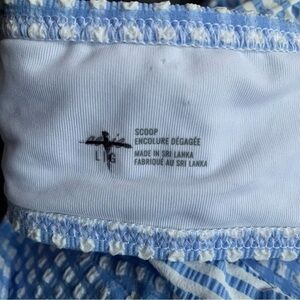 L G
SCOOP
ENCOLURE DÉGAGÉE
MADE IN SRI LANKA
FABRIQUÉ AU SRI LANKA